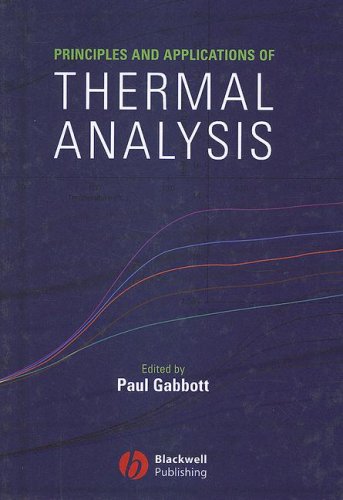 PRINCIPLES AND APPLICATIONS OF
THERMAL
ANALYSIS
Edited by
Paul Gabbott
Blackwell
Publishing